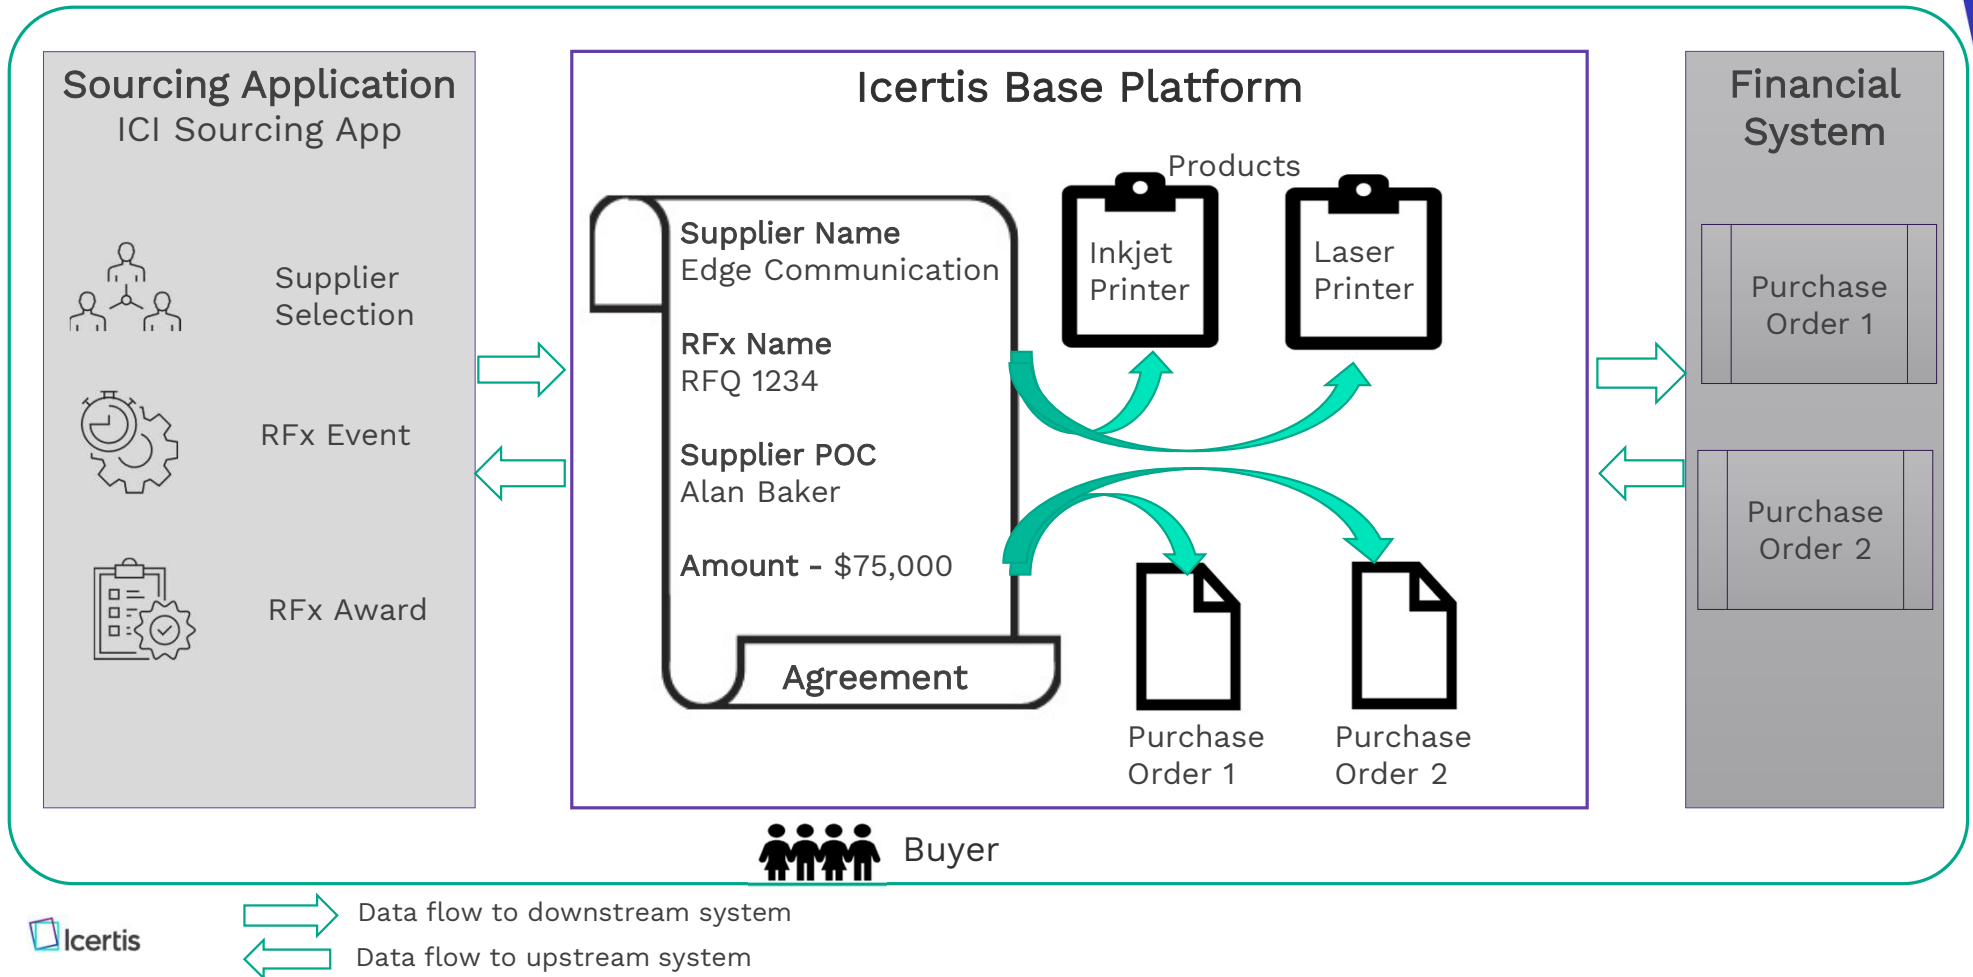 Sourcing Application
ICI Sourcing App
Supplier
Selection
RFx Event
RFx Award
Icertis Base Platform
Supplier Name
Edge Communication
RFx Name
RFQ 1234
Supplier POC
Alan Baker
Amount - $75,000
Agreement
Products
Inkjet
Printer
Laser
Printer
Purchase
Order 1
Purchase
Order 2
Financial
System
Purchase
Order 1
Purchase
Order 2
Buyer
Icertis
Data flow to downstream system
Data flow to upstream system